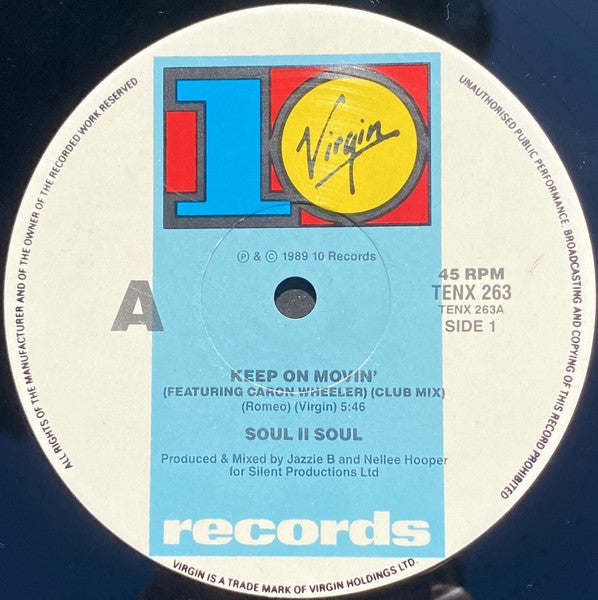 ALL RIGHTS OF THE MANUFACTURER AND OF THE OWNER OF THE RECORDED WORK RESERVED
UNAUTHORISED PUBLIC PERFORMANCE, BROADCASTING AND COPYING OF THIS RECORD PROHIBITED
10
Virgin
Ⓟ & © 1989 10 Records
A
45 RPM
TENX 263
TENX 263A
SIDE 1
KEEP ON MOVIN'
(FEATURING CARON WHEELER) (CLUB MIX)
(Romeo) (Virgin) 5:46
SOUL II SOUL
Produced & Mixed by Jazzie B and Nellee Hooper
for Silent Productions Ltd
records
VIRGIN IS A TRADE MARK OF VIRGIN HOLDINGS LTD.